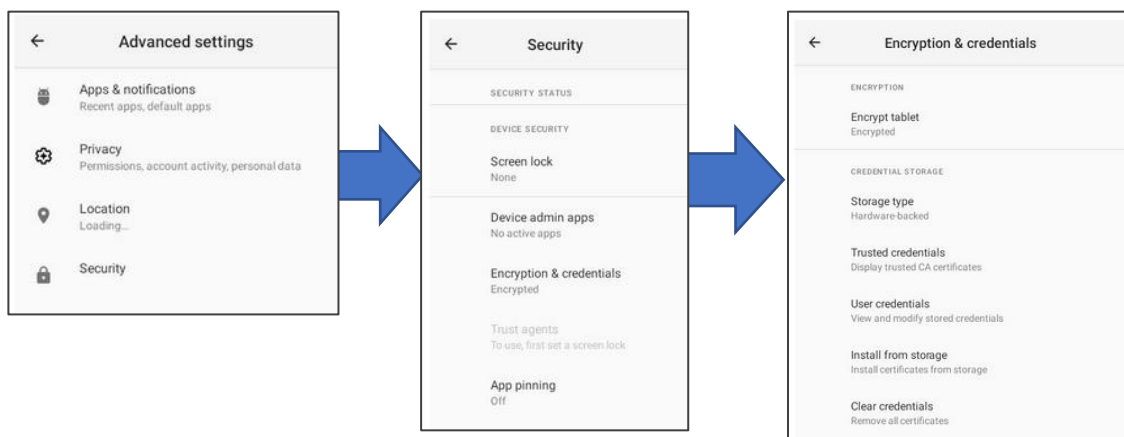 Advanced settings
Apps & notifications
Recent apps, default apps
Privacy
Permissions, account activity, personal data
Location
Loading...
Security
Security
SECURITY STATUS
DEVICE SECURITY
Screen lock
None
Device admin apps
No active apps
Encryption & credentials
Encrypted
Trust agents
To use, first set a screen lock
App pinning
Off
Encryption & credentials
ENCRYPTION
Encrypt tablet
Encrypted
CREDENTIAL STORAGE
Storage type
Hardware-backed
Trusted credentials
Display trusted CA certificates
User credentials
View and modify stored credentials
Install from storage
Install certificates from storage
Clear credentials
Remove all certificates